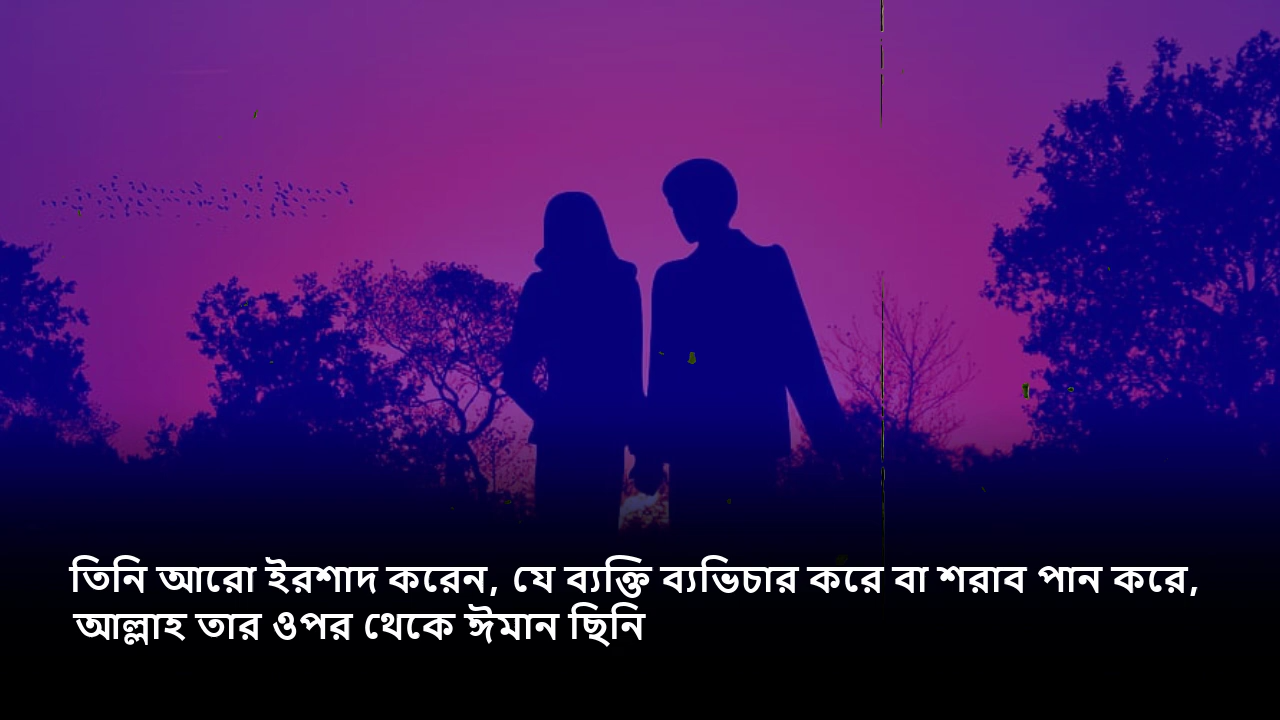 তিনি আরো ইরশাদ করেন, যে ব্যক্তি ব্যভিচার করে বা শরাব পান করে,
আল্লাহ তার ওপর থেকে ঈমান ছিনি